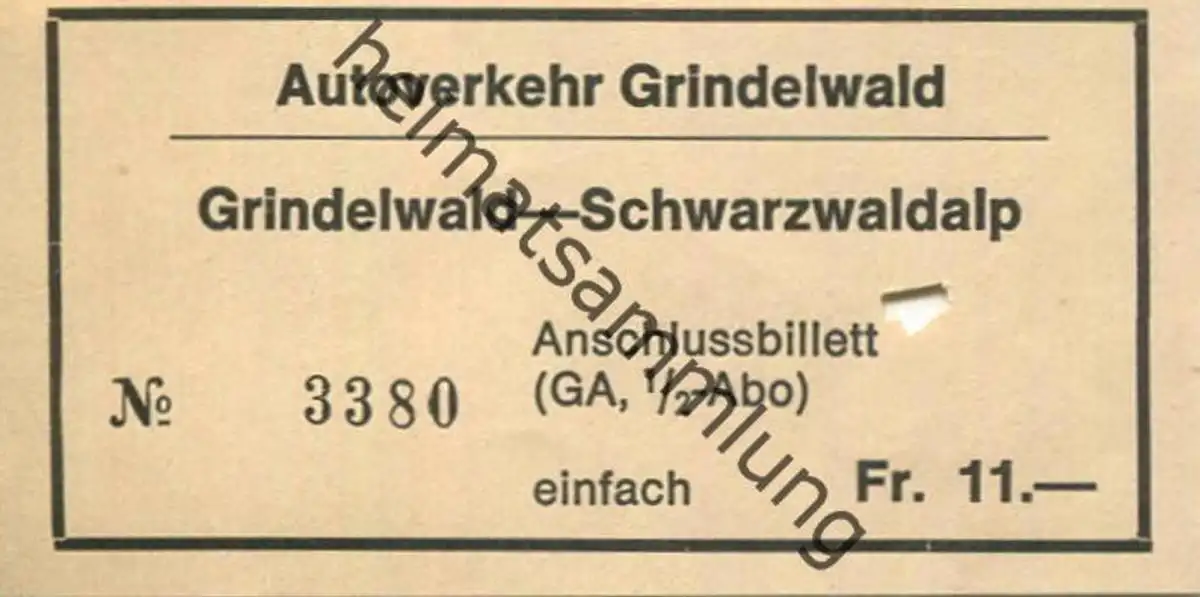 Autoverkehr Grindelwald
Grindelwald—Schwarzwaldalp
Anschlussbillett
(GA, 1/2-Abo)
№ 3380
einfach Fr. 11.—
heimatsammlung